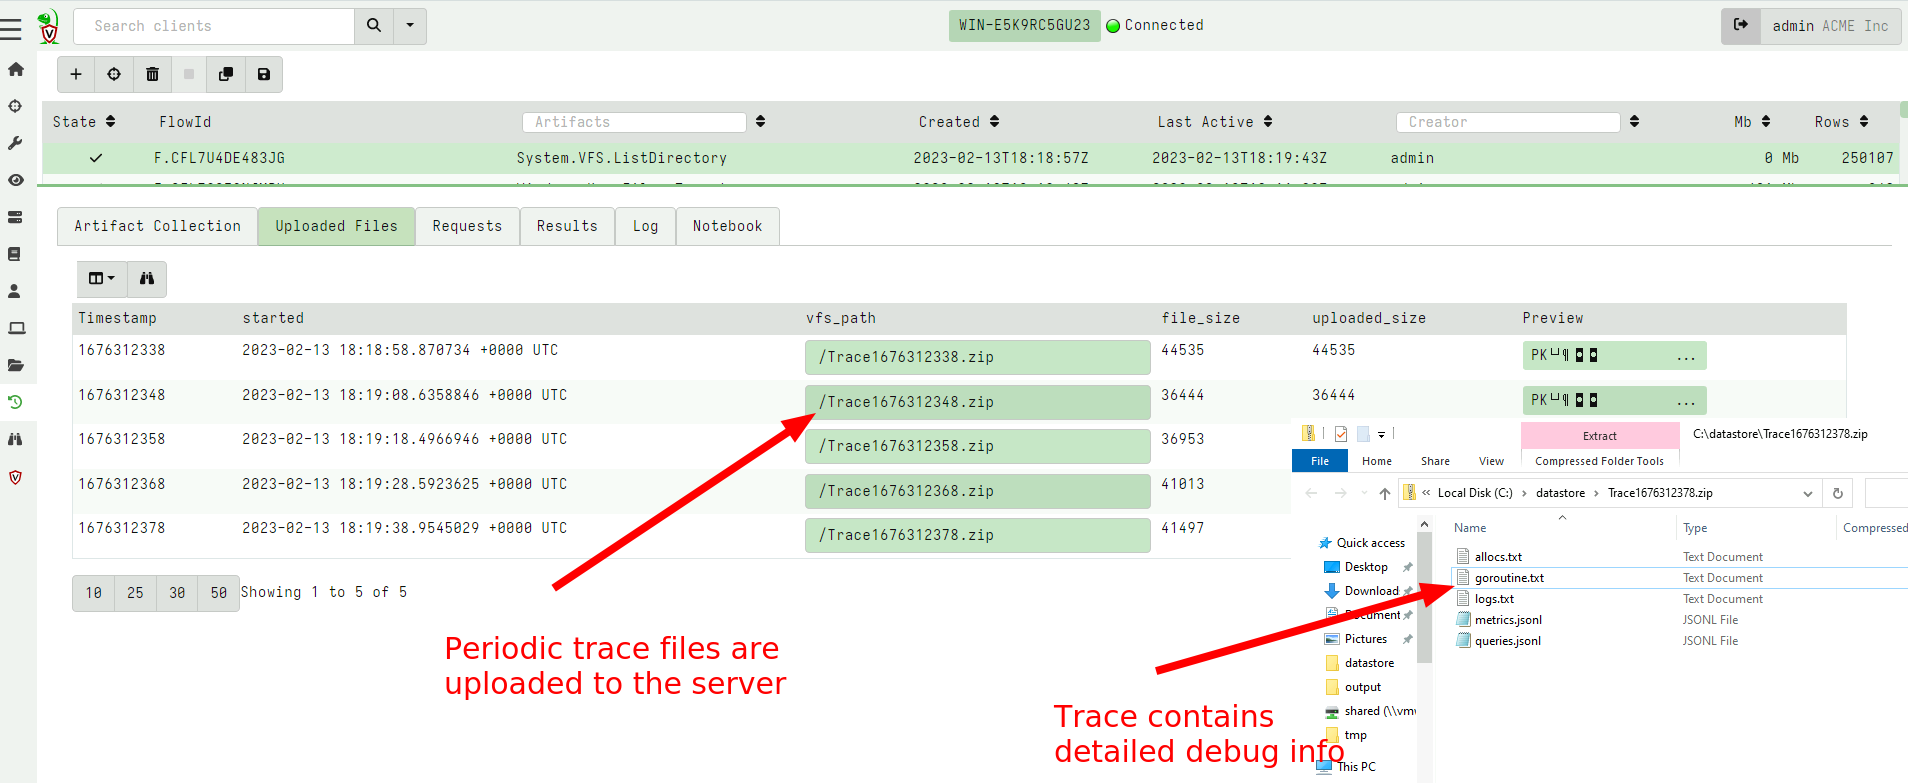 Search clients
WIN-E5K9RC5GU23 Connected
admin ACME Inc
State FlowId Artifacts Created Last Active Creator Mb Rows
F.CFL7U4DE483JG System.VFS.ListDirectory 2023-02-13T18:18:57Z 2023-02-13T18:19:43Z admin 0 Mb 250107
Artifact Collection Uploaded Files Requests Results Log Notebook
Timestamp started vfs_path file_size uploaded_size Preview
1676312338 2023-02-13 18:18:58.870734 +0000 UTC /Trace1676312338.zip 44535 44535 PK ...
1676312348 2023-02-13 18:19:08.6358846 +0000 UTC /Trace1676312348.zip 36444 36444 PK ...
1676312358 2023-02-13 18:19:18.4966946 +0000 UTC /Trace1676312358.zip 36953
1676312368 2023-02-13 18:19:28.5923625 +0000 UTC /Trace1676312368.zip 41013
1676312378 2023-02-13 18:19:38.9545029 +0000 UTC /Trace1676312378.zip 41497
10 25 30 50 Showing 1 to 5 of 5
Periodic trace files are
uploaded to the server
Extract C:\datastore\Trace1676312378.zip
File Home Share View Compressed Folder Tools
« Local Disk (C:) › datastore › Trace1676312378.zip
Name Type Compressed
Quick access
Desktop
Download
Document
Pictures
datastore
output
shared (\\vmw
tmp
This PC
allocs.txt Text Document
goroutine.txt Text Document
logs.txt Text Document
metrics.jsonl JSONL File
queries.jsonl JSONL File
Trace contains
detailed debug info